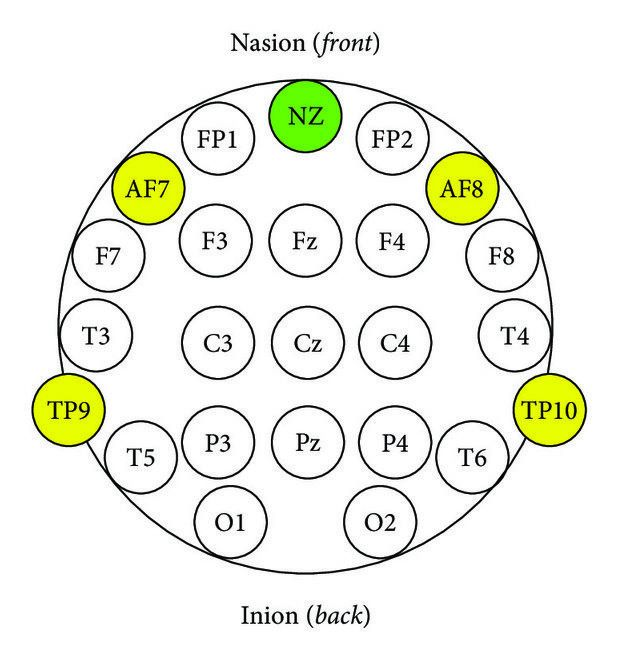 Nasion (front)
NZ
FP1 FP2
AF7 AF8
F7 F3 Fz F4 F8
T3 C3 Cz C4 T4
TP9 TP10
T5 P3 Pz P4 T6
O1 O2
Inion (back)